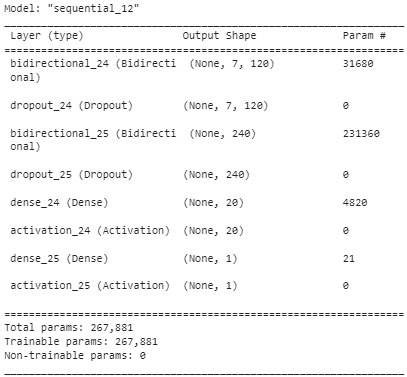 Model: "sequential_12"
_________________________________________________________________
Layer (type) Output Shape Param #
=================================================================
bidirectional_24 (Bidirecti (None, 7, 120) 31680
onal)
dropout_24 (Dropout) (None, 7, 120) 0
bidirectional_25 (Bidirecti (None, 240) 231360
onal)
dropout_25 (Dropout) (None, 240) 0
dense_24 (Dense) (None, 20) 4820
activation_24 (Activation) (None, 20) 0
dense_25 (Dense) (None, 1) 21
activation_25 (Activation) (None, 1) 0
=================================================================
Total params: 267,881
Trainable params: 267,881
Non-trainable params: 0
_________________________________________________________________